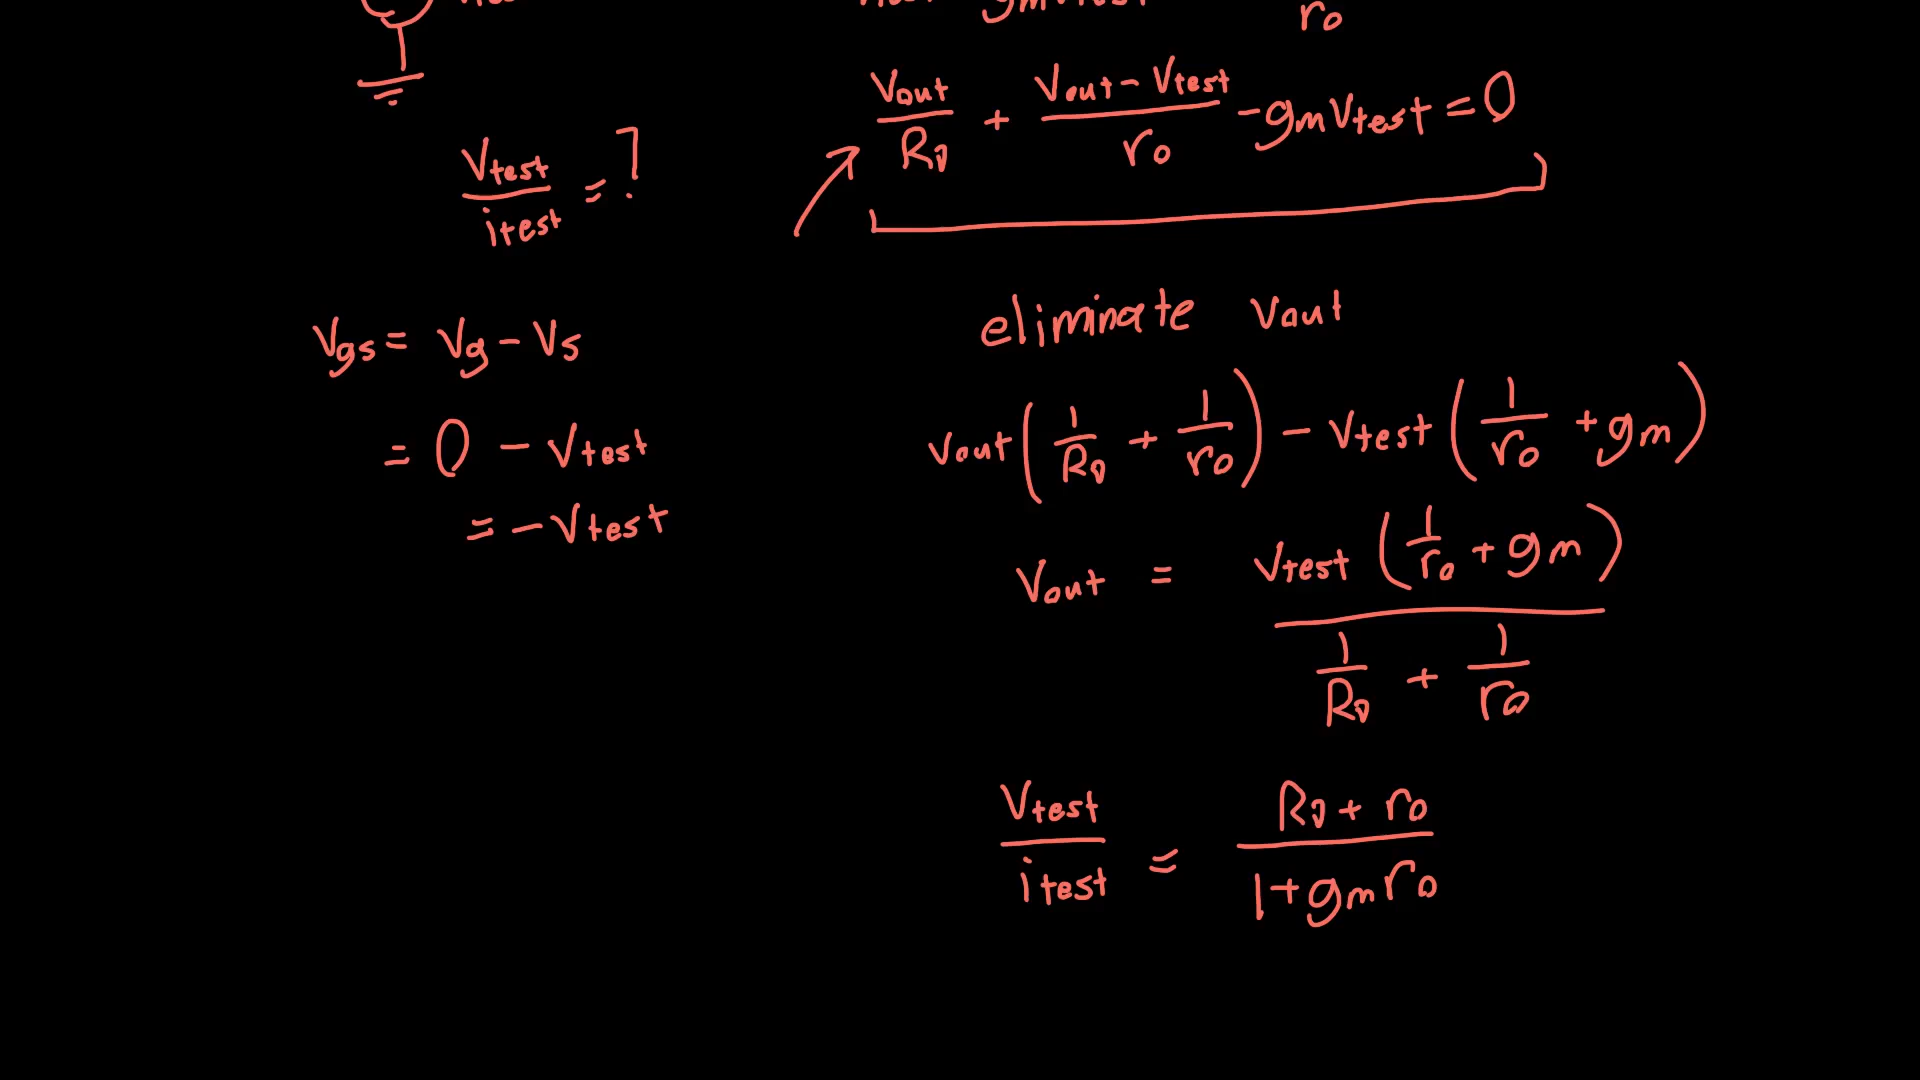 ro
Vout/RD + (Vout - Vtest)/ro - gmVtest = 0
Vtest/itest = ?
eliminate Vout
Vgs = Vg - Vs
Vout(1/RD + 1/ro) - Vtest(1/ro + gm)
= 0 - Vtest
= - Vtest
Vout = Vtest(1/ro + gm)/(1/RD + 1/ro)
Vtest/itest = (RD + ro)/(1 + gmro)